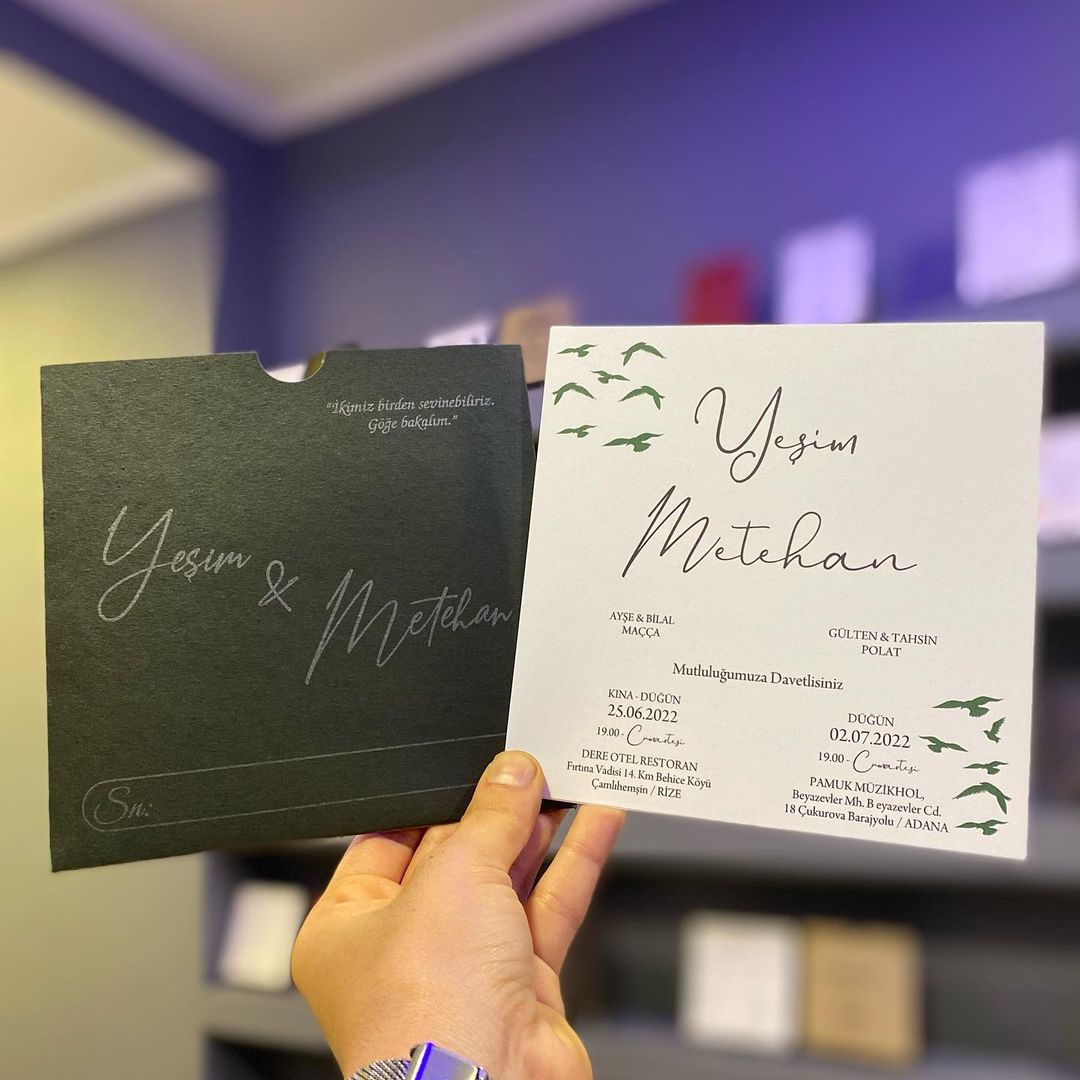 “İkimiz birden sevinebiliriz.
Göğe bakalım.”
Yeşim
&
Metehan
Sn:
Yeşim
Metehan
AYŞE & BİLAL
MAÇÇA
GÜLTEN & TAHSİN
POLAT
Mutluluğumuza Davetlisiniz
KINA - DÜĞÜN
25.06.2022
19.00 - Cumartesi
DERE OTEL RESTORAN
Fırtına Vadisi 14. Km Behice Köyü
Çamlıhemşin / RİZE
DÜĞÜN
02.07.2022
19.00 - Cumartesi
PAMUK MÜZİKHOL,
Beyazevler Mh. B eyazevler Cd.
18 Çukurova Barajyolu / ADANA